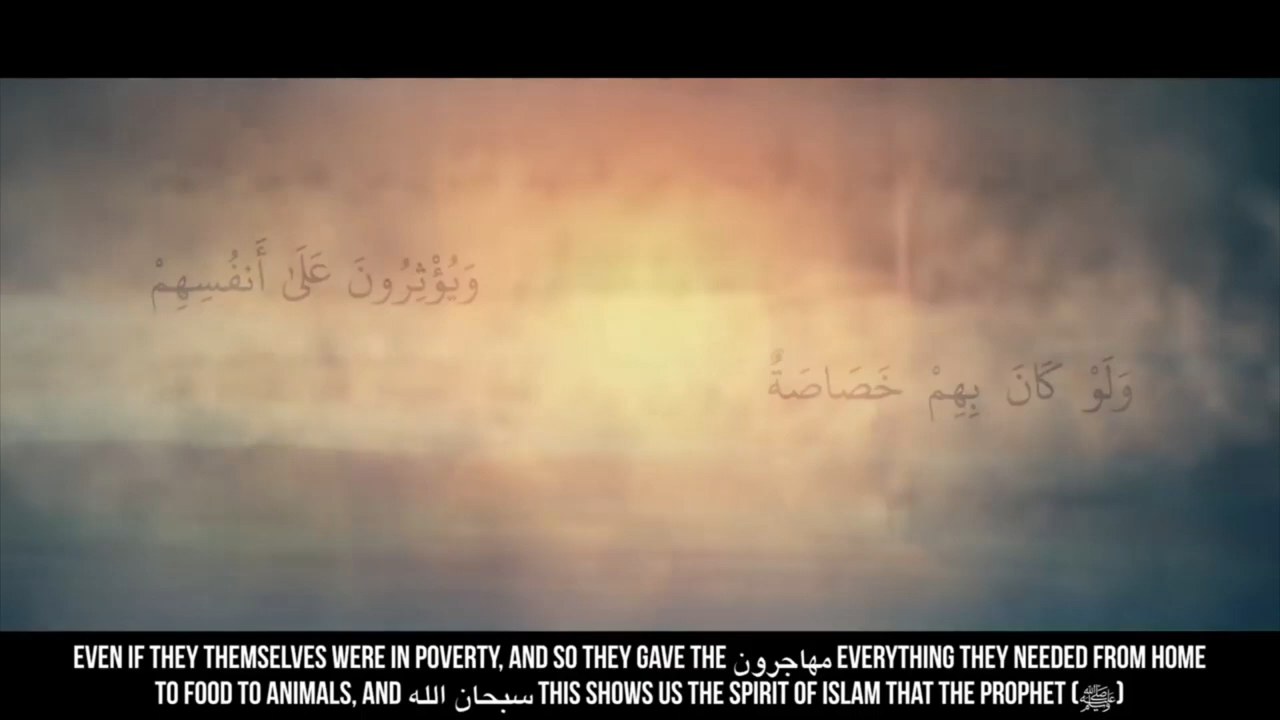 وَيُؤْثِرُونَ عَلَىٰ أَنفُسِهِمْ
وَلَوْ كَانَ بِهِمْ خَصَاصَةٌ
EVEN IF THEY THEMSELVES WERE IN POVERTY, AND SO THEY GAVE THE مهاجرون EVERYTHING THEY NEEDED FROM HOME
TO FOOD TO ANIMALS, AND سبحان الله THIS SHOWS US THE SPIRIT OF ISLAM THAT THE PROPHET (ﷺ)